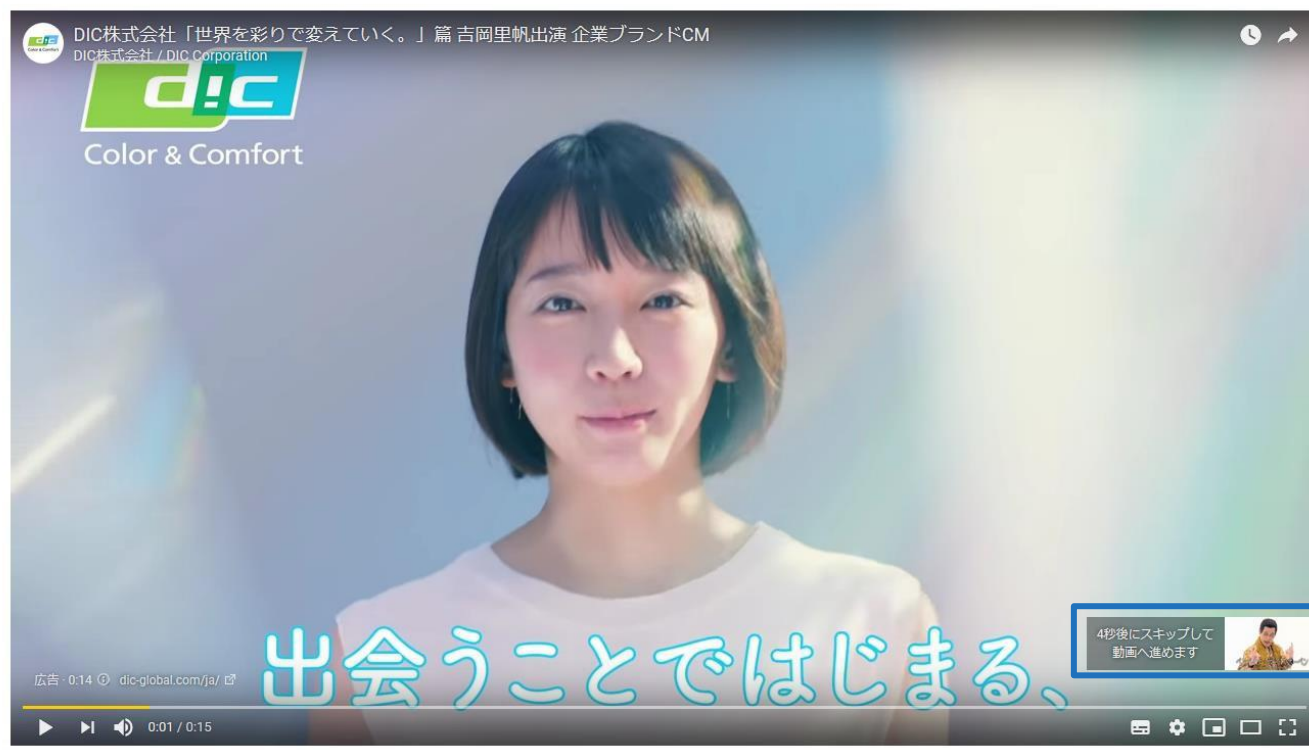 DIC株式会社「世界を彩りで変えていく。」篇 吉岡里帆出演 企業ブランドCM
DIC株式会社 / DIC Corporation
dic
Color & Comfort
出会うことではじまる、
4秒後にスキップして
動画へ進めます
広告・0:14 dic-global.com/ja/
0:01 / 0:15